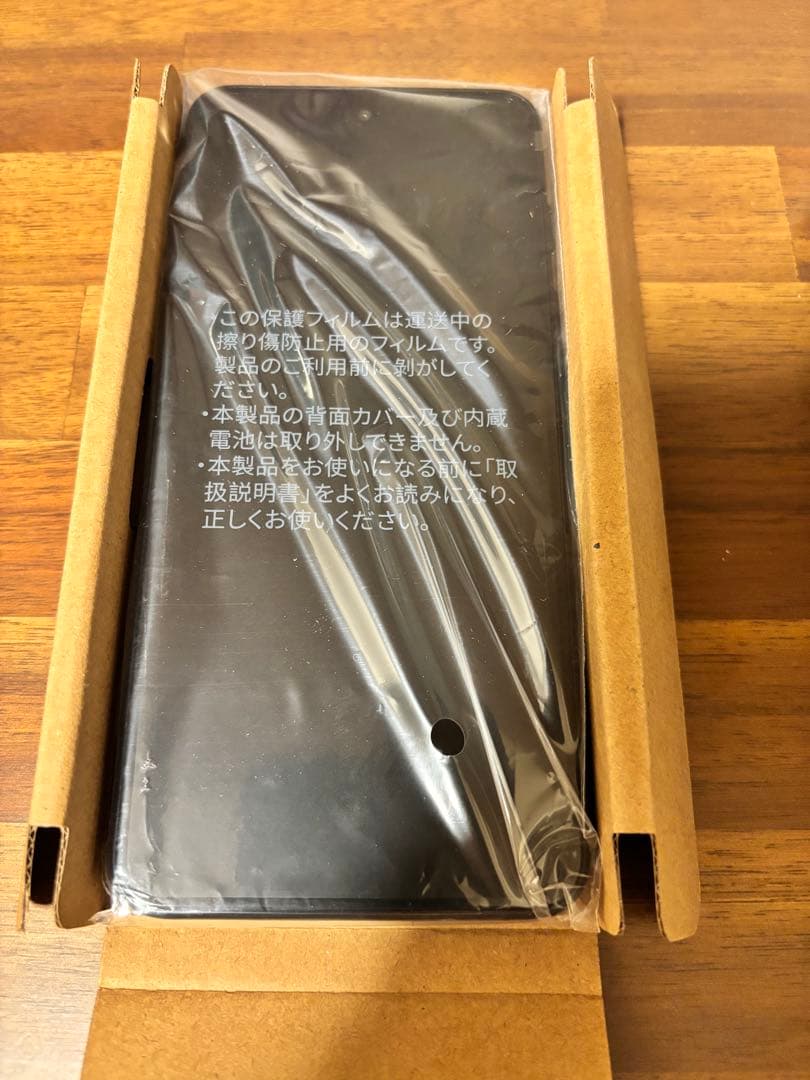 ・この保護フィルムは運送中の
擦り傷防止用のフィルムです。
製品のご利用前に剝がしてく
ださい。
・本製品の背面カバー及び内蔵
電池は取り外しできません。
・本製品をお使いになる前に「取
扱説明書」をよくお読みになり、
正しくお使いください。